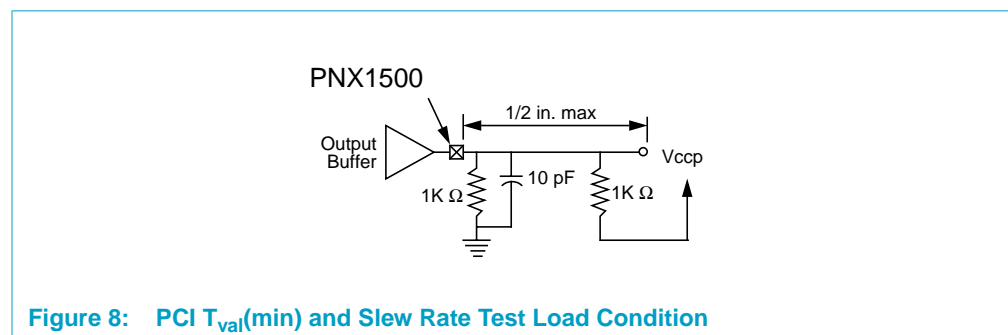 PNX1500
1/2 in. max
Output
Buffer
Vccp
10 pF
1K Ω
1K Ω
Figure 8: PCI Tval(min) and Slew Rate Test Load Condition